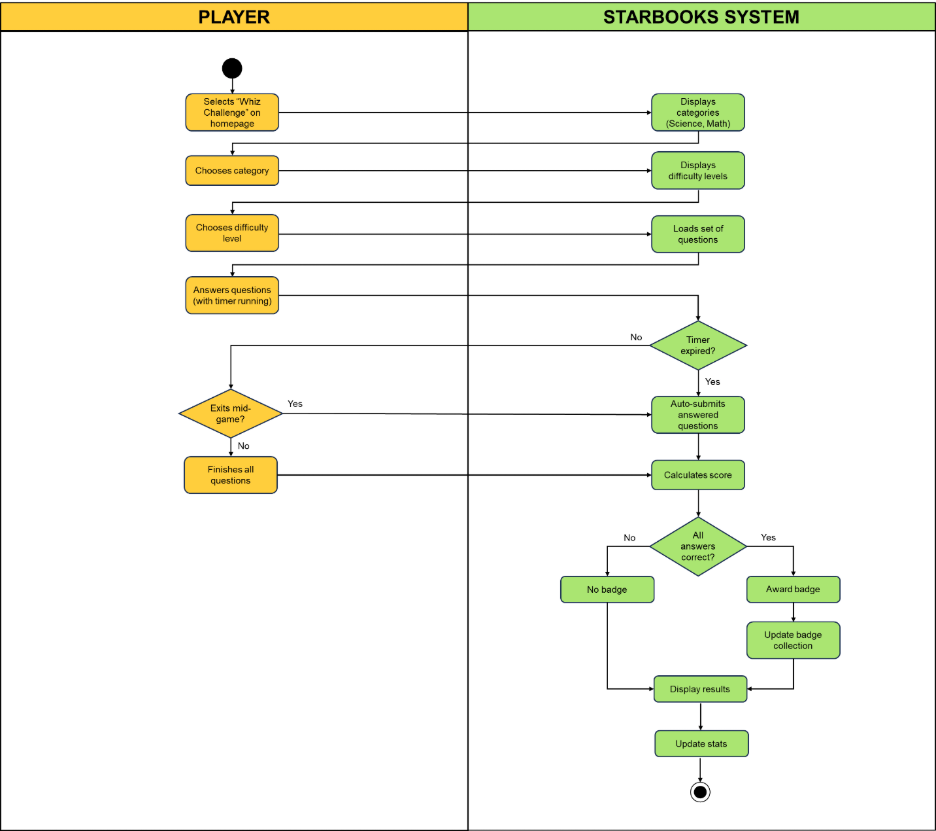 PLAYER
STARBOOKS SYSTEM
Selects "Whiz
Challenge" on
homepage
Displays
categories
(Science, Math)
Chooses category
Displays
difficulty levels
Chooses difficulty
level
Loads set of
questions
Answers questions
(with timer running)
No
Timer
expired?
Yes
Exits mid-
game?
Yes
Auto-submits
answered
questions
No
Finishes all
questions
Calculates score
No
All
answers
correct?
Yes
No badge
Award badge
Update badge
collection
Display results
Update stats